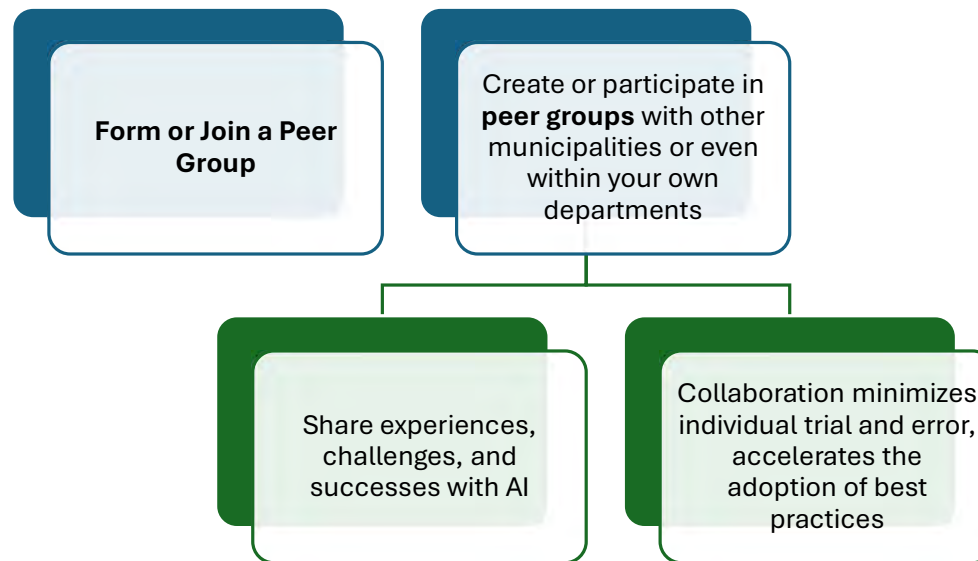 Form or Join a Peer
Group
Create or participate in
peer groups with other
municipalities or even
within your own
departments
Share experiences,
challenges, and
successes with AI
Collaboration minimizes
individual trial and error,
accelerates the
adoption of best
practices